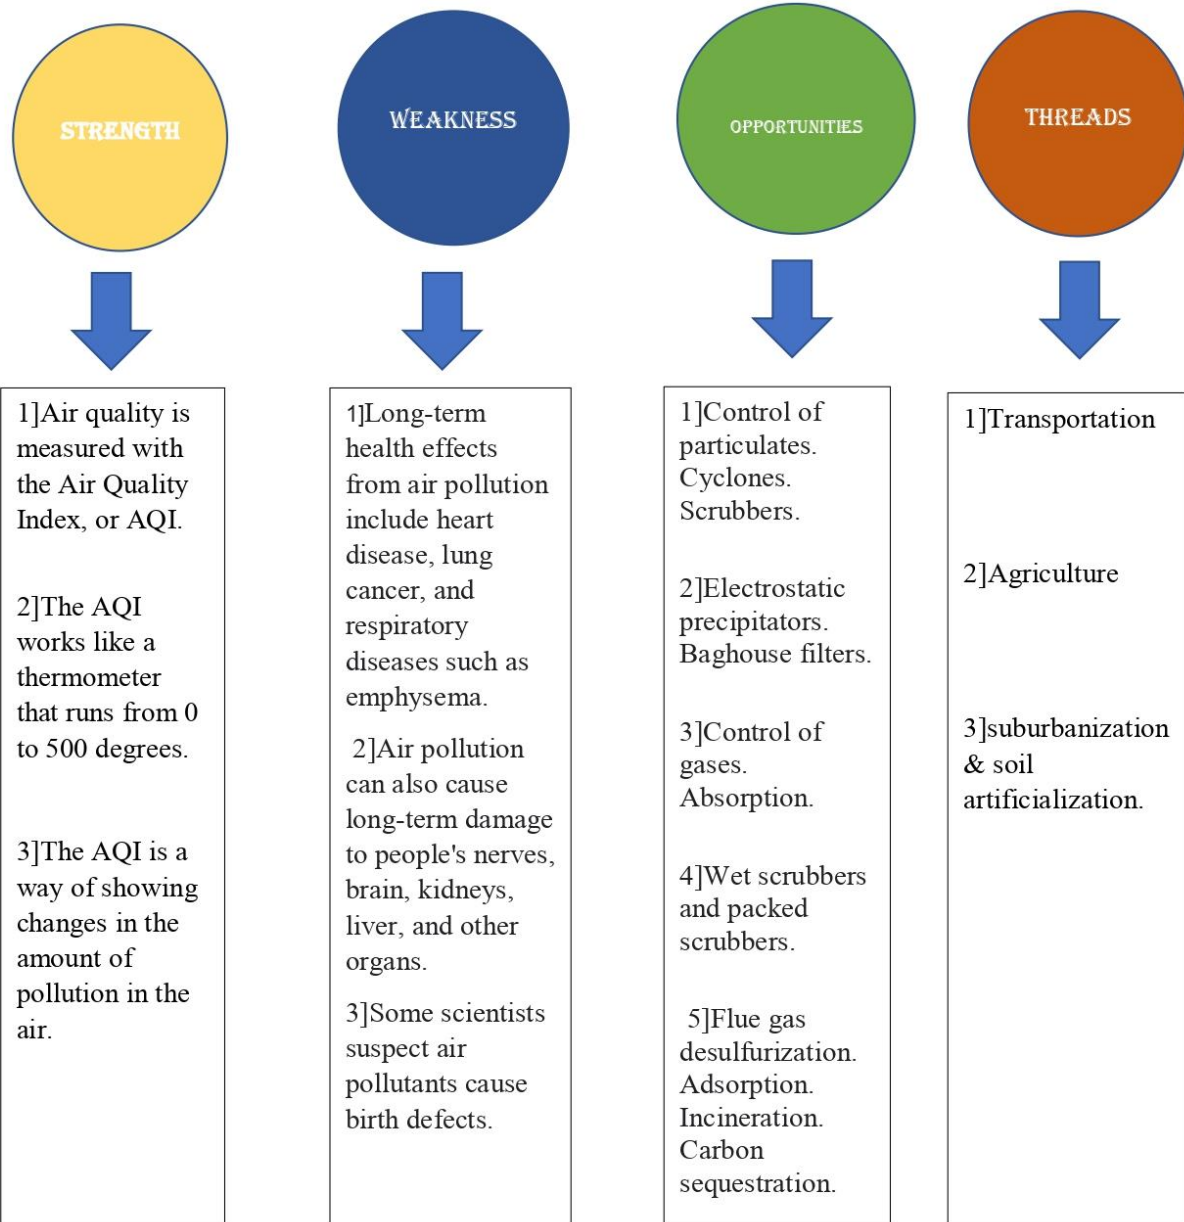 STRENGTH
WEAKNESS
OPPORTUNITIES
THREADS
1]Air quality is
measured with
the Air Quality
Index, or AQI.
2]The AQI
works like a
thermometer
that runs from 0
to 500 degrees.
3]The AQI is a
way of showing
changes in the
amount of
pollution in the
air.
1]Long-term
health effects
from air pollution
include heart
disease, lung
cancer, and
respiratory
diseases such as
emphysema.
2]Air pollution
can also cause
long-term damage
to people's nerves,
brain, kidneys,
liver, and other
organs.
3]Some scientists
suspect air
pollutants cause
birth defects.
1]Control of
particulates.
Cyclones.
Scrubbers.
2]Electrostatic
precipitators.
Baghouse filters.
3]Control of
gases.
Absorption.
4]Wet scrubbers
and packed
scrubbers.
5]Flue gas
desulfurization.
Adsorption.
Incineration.
Carbon
sequestration.
1]Transportation
2]Agriculture
3]suburbanization
& soil
artificialization.